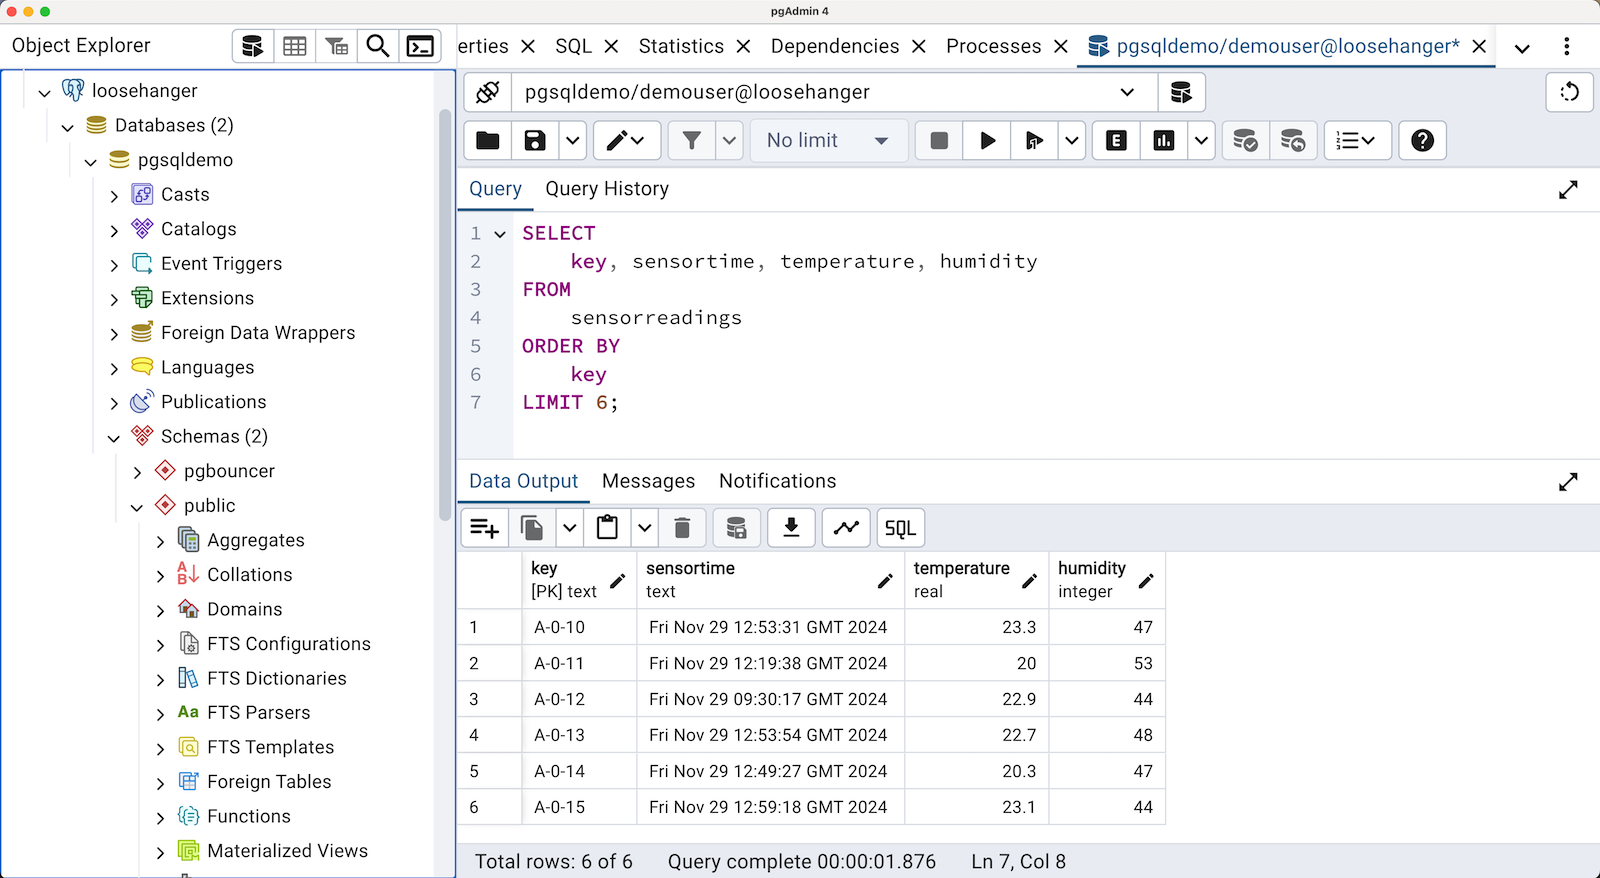 pgAdmin 4
Object Explorer
erties
SQL
Statistics
Dependencies
Processes
pgsqldemo/demouser@loosehanger*
loosehanger
Databases (2)
pgsqldemo
Casts
Catalogs
Event Triggers
Extensions
Foreign Data Wrappers
Languages
Publications
Schemas (2)
pgbouncer
public
Aggregates
Collations
Domains
FTS Configurations
FTS Dictionaries
Aa FTS Parsers
FTS Templates
Foreign Tables
Functions
Materialized Views
pgsqldemo/demouser@loosehanger
No limit
E
Query Query History
1 SELECT
2 key, sensortime, temperature, humidity
3 FROM
4 sensorreadings
5 ORDER BY
6 key
7 LIMIT 6;
Data Output Messages Notifications
SQL
key sensortime temperature humidity
[PK] text text real integer
1 A-0-10 Fri Nov 29 12:53:31 GMT 2024 23.3 47
2 A-0-11 Fri Nov 29 12:19:38 GMT 2024 20 53
3 A-0-12 Fri Nov 29 09:30:17 GMT 2024 22.9 44
4 A-0-13 Fri Nov 29 12:53:54 GMT 2024 22.7 48
5 A-0-14 Fri Nov 29 12:49:27 GMT 2024 20.3 47
6 A-0-15 Fri Nov 29 12:59:18 GMT 2024 23.1 44
Total rows: 6 of 6 Query complete 00:00:01.876 Ln 7, Col 8